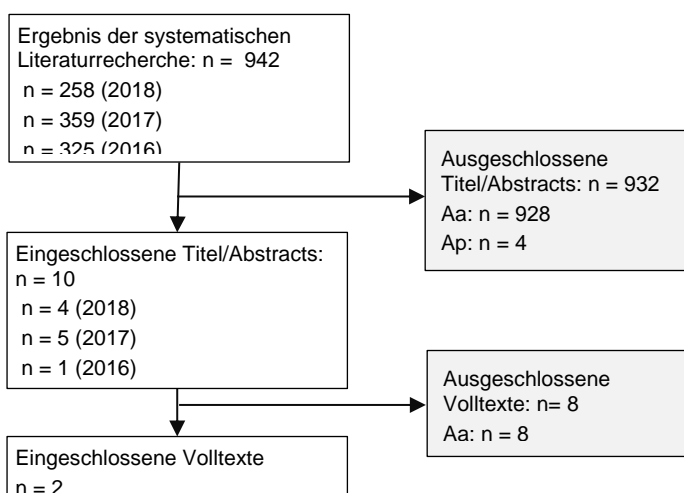 Ergebnis der systematischen
Literaturrecherche: n =  942
n = 258 (2018)
n = 359 (2017)
n = 325 (2016)
Ausgeschlossene
Titel/Abstracts: n = 932
Aa: n = 928
Ap: n = 4
Eingeschlossene Titel/Abstracts:
n = 10
n = 4 (2018)
n = 5 (2017)
n = 1 (2016)
Ausgeschlossene
Volltexte: n= 8
Aa: n = 8
Eingeschlossene Volltexte
n = 2